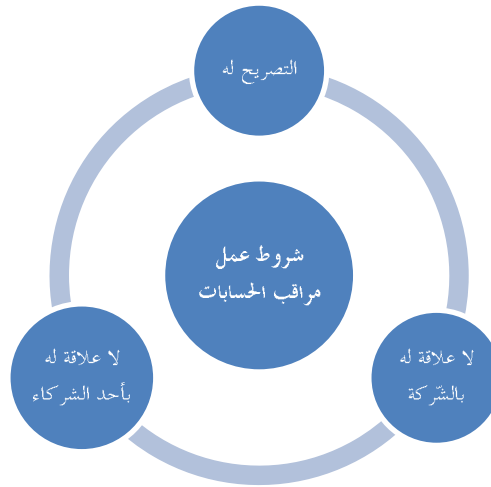 التصريح له
شروط عمل
مراقب الحسابات
لا علاقة له
بالشّركة
لا علاقة له
بأحد الشركاء